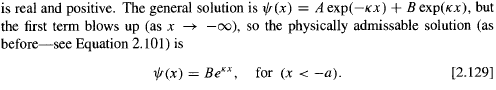 is real and positive. The general solution is ψ(x) = A exp(−κx) + B exp(κx), but
the first term blows up (as x → −∞), so the physically admissable solution (as
before—see Equation 2.101) is
ψ(x) = Be^{κx}, for (x < −a). [2.129]